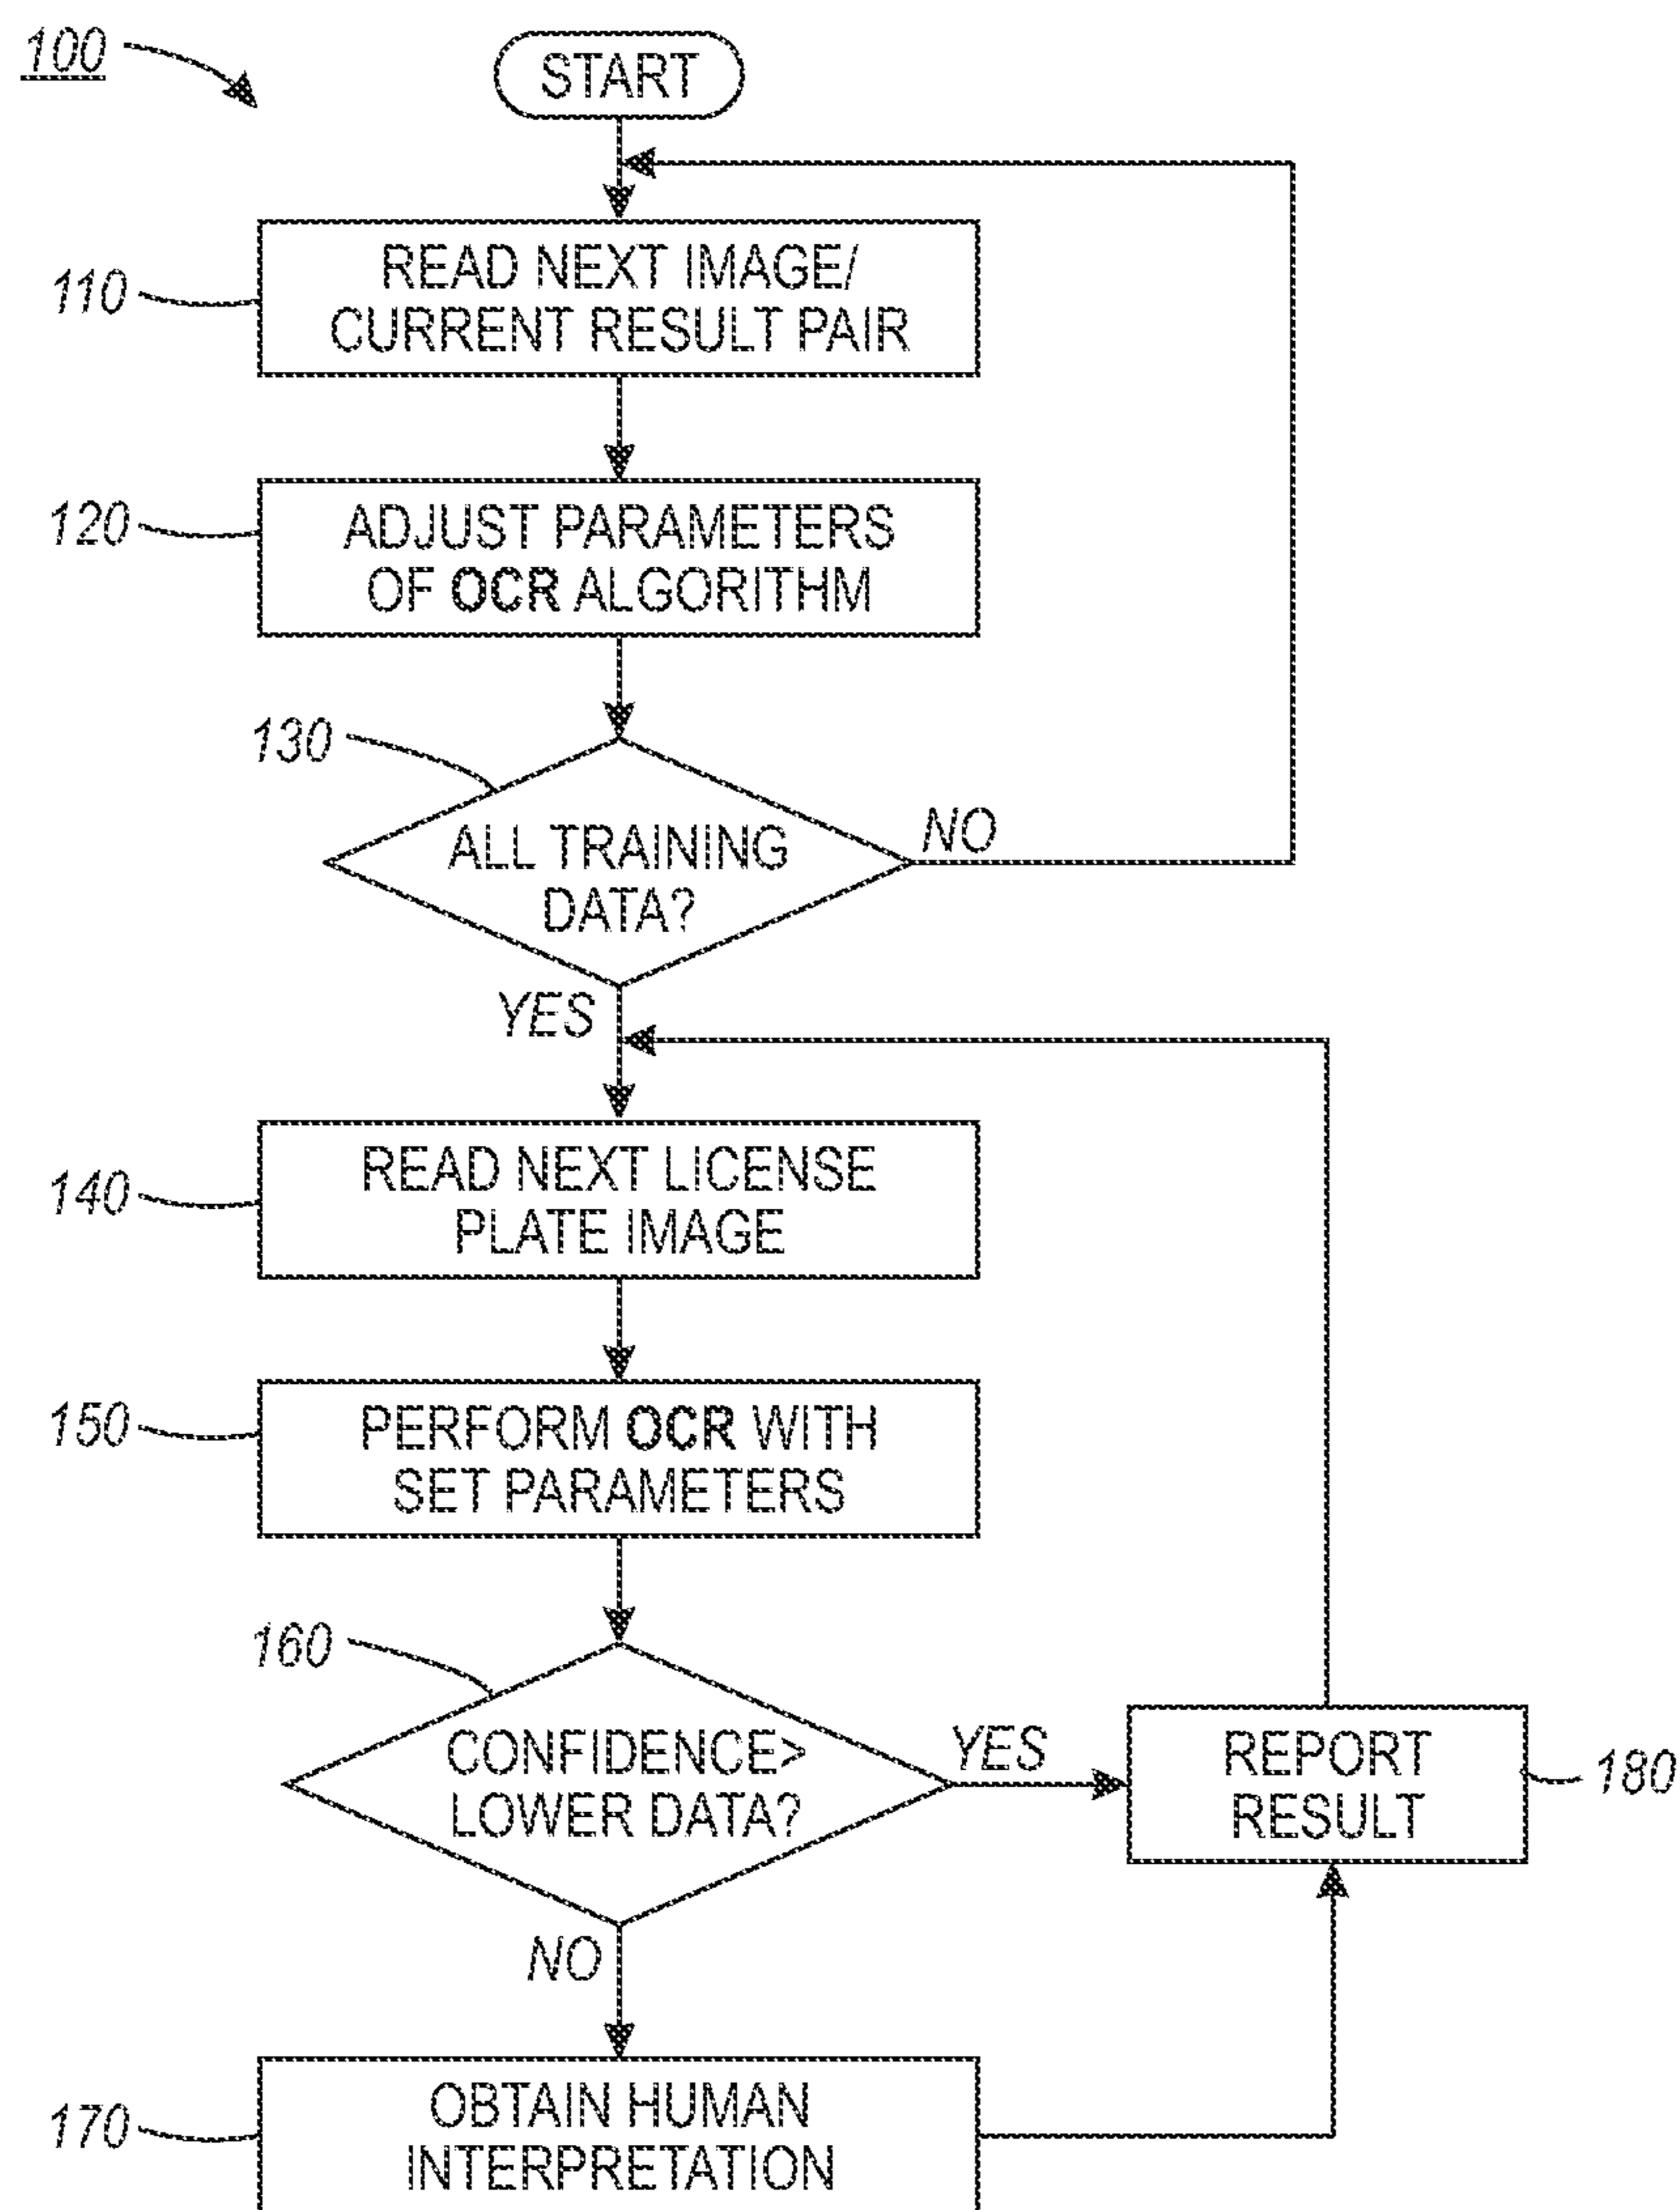 100
START
110
READ NEXT IMAGE/
CURRENT RESULT PAIR
120
ADJUST PARAMETERS
OF OCR ALGORITHM
130
ALL TRAINING
DATA?
NO
YES
140
READ NEXT LICENSE
PLATE IMAGE
150
PERFORM OCR WITH
SET PARAMETERS
160
CONFIDENCE>
LOWER DATA?
YES
REPORT
RESULT
180
NO
170
OBTAIN HUMAN
INTERPRETATION